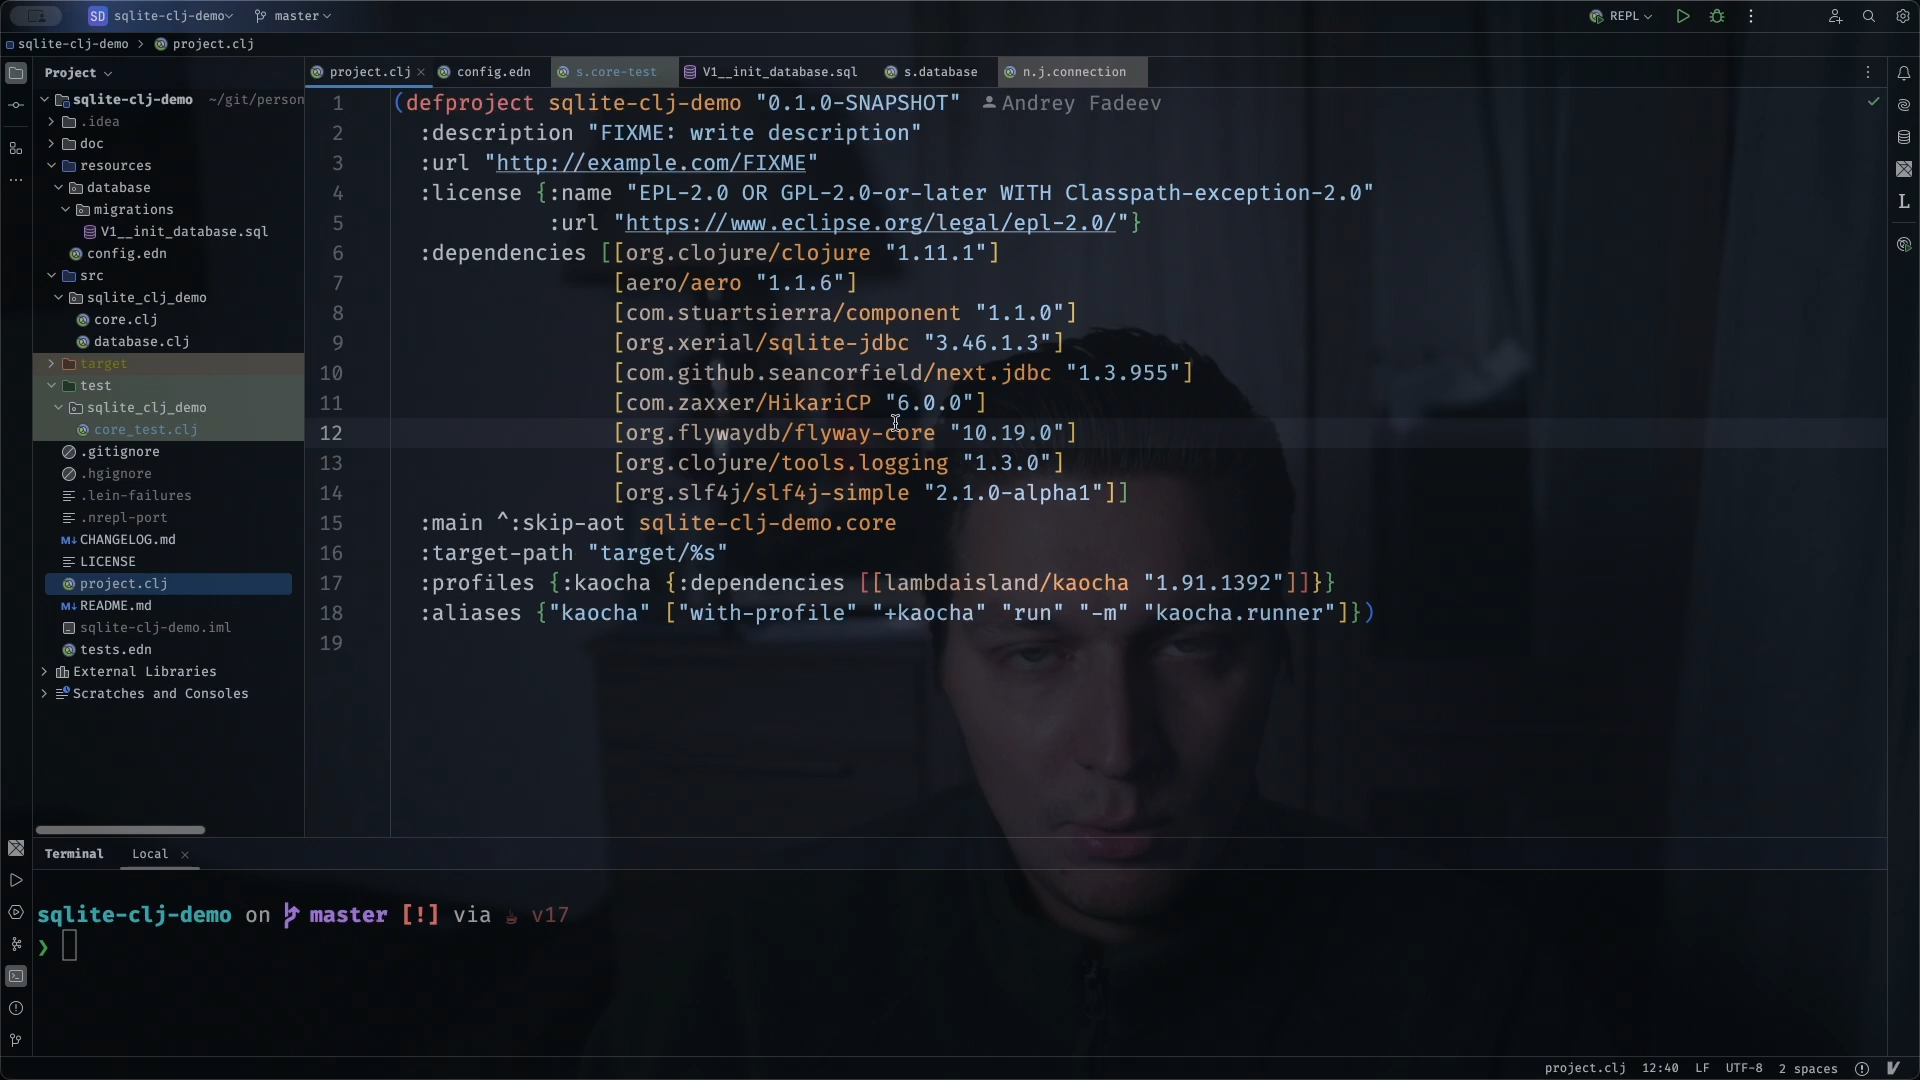 SD sqlite-clj-demo master REPL
sqlite-clj-demo project.clj
Project
project.clj config.edn s.core-test V1__init_database.sql s.database n.j.connection
sqlite-clj-demo ~/git/person
.idea
doc
resources
database
migrations
V1__init_database.sql
config.edn
src
sqlite_clj_demo
core.clj
database.clj
target
test
sqlite_clj_demo
core_test.clj
.gitignore
.hgignore
.lein-failures
.nrepl-port
CHANGELOG.md
LICENSE
project.clj
README.md
sqlite-clj-demo.iml
tests.edn
External Libraries
Scratches and Consoles
1 (defproject sqlite-clj-demo "0.1.0-SNAPSHOT" Andrey Fadeev
2 :description "FIXME: write description"
3 :url "http://example.com/FIXME"
4 :license {:name "EPL-2.0 OR GPL-2.0-or-later WITH Classpath-exception-2.0"
5 :url "https://www.eclipse.org/legal/epl-2.0/"}
6 :dependencies [[org.clojure/clojure "1.11.1"]
7 [aero/aero "1.1.6"]
8 [com.stuartsierra/component "1.1.0"]
9 [org.xerial/sqlite-jdbc "3.46.1.3"]
10 [com.github.seancorfield/next.jdbc "1.3.955"]
11 [com.zaxxer/HikariCP "6.0.0"]
12 [org.flywaydb/flyway-core "10.19.0"]
13 [org.clojure/tools.logging "1.3.0"]
14 [org.slf4j/slf4j-simple "2.1.0-alpha1"]]
15 :main ^:skip-aot sqlite-clj-demo.core
16 :target-path "target/%s"
17 :profiles {:kaocha {:dependencies [[lambdaisland/kaocha "1.91.1392"]]}}
18 :aliases {"kaocha" ["with-profile" "+kaocha" "run" "-m" "kaocha.runner"]})
19
Terminal Local
sqlite-clj-demo on master [!] via v17
❯
project.clj 12:40 LF UTF-8 2 spaces